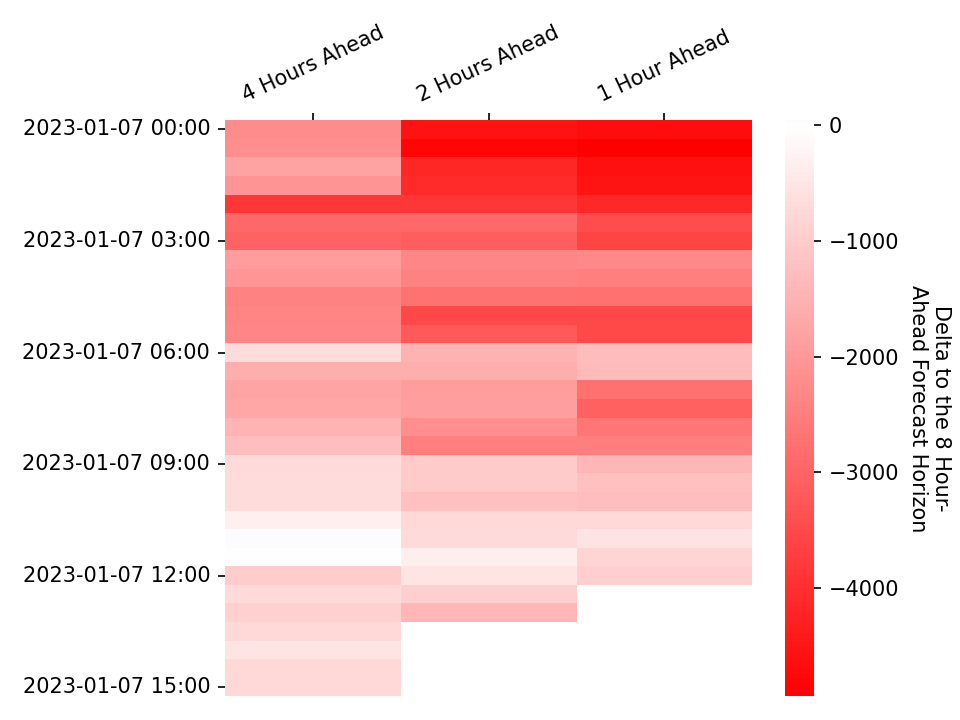 4 Hours Ahead
2 Hours Ahead
1 Hour Ahead
2023-01-07 00:00
2023-01-07 03:00
2023-01-07 06:00
2023-01-07 09:00
2023-01-07 12:00
2023-01-07 15:00
0
−1000
−2000
−3000
−4000
Delta to the 8 Hour-
Ahead Forecast Horizon